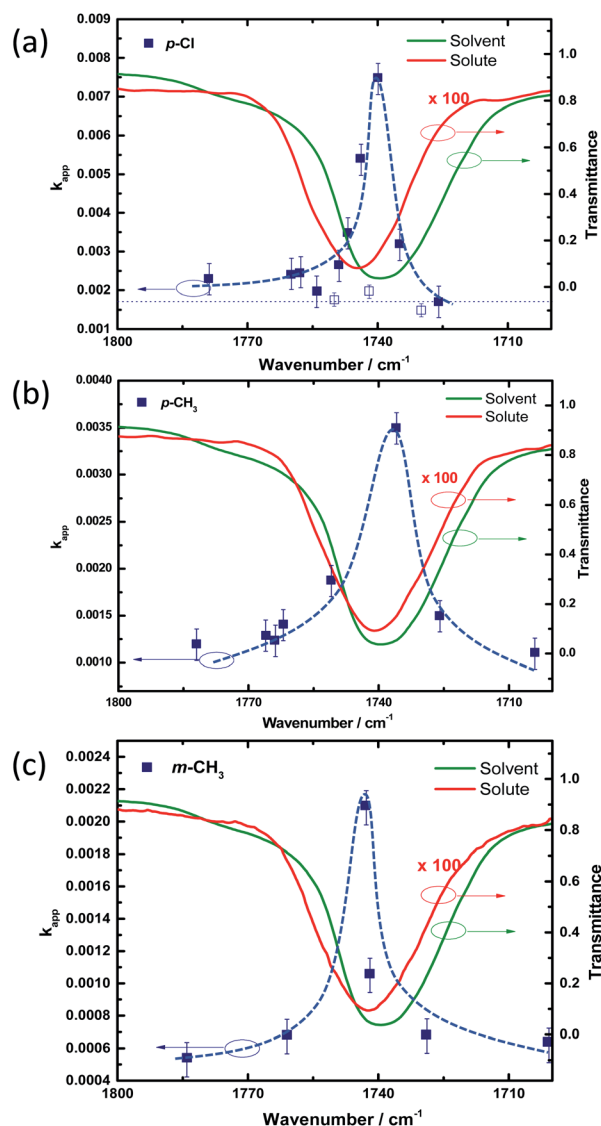 (a)
p-Cl
Solvent
Solute
x 100
0.009
0.008
0.007
0.006
0.005
0.004
0.003
0.002
0.001
k_app
1.0
0.8
0.6
0.4
0.2
0.0
Transmittance
1800 1770 1740 1710
Wavenumber / cm⁻¹
(b)
p-CH₃
Solvent
Solute
x 100
0.0040
0.0035
0.0030
0.0025
0.0020
0.0015
0.0010
k_app
1.0
0.8
0.6
0.4
0.2
0.0
Transmittance
1800 1770 1740 1710
Wavenumber / cm⁻¹
(c)
m-CH₃
Solvent
Solute
x 100
0.0024
0.0022
0.0020
0.0018
0.0016
0.0014
0.0012
0.0010
0.0008
0.0006
0.0004
k_app
1.0
0.8
0.6
0.4
0.2
0.0
Transmittance
1800 1770 1740 1710
Wavenumber / cm⁻¹